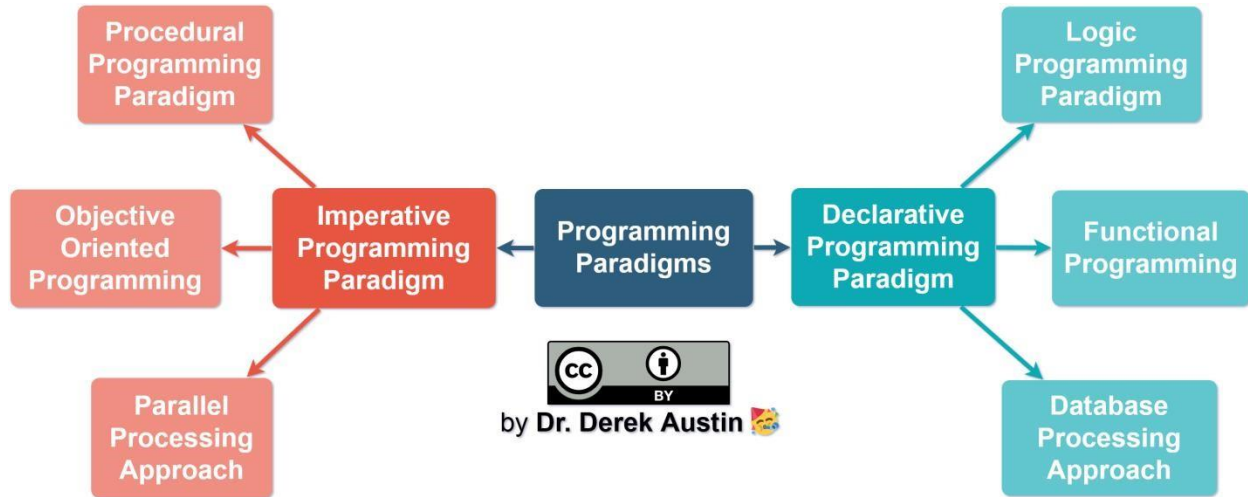 Procedural
Programming
Paradigm
Logic
Programming
Paradigm
Objective
Oriented
Programming
Imperative
Programming
Paradigm
Programming
Paradigms
Declarative
Programming
Paradigm
Functional
Programming
Parallel
Processing
Approach
cc
BY
by Dr. Derek Austin 🥳
Database
Processing
Approach